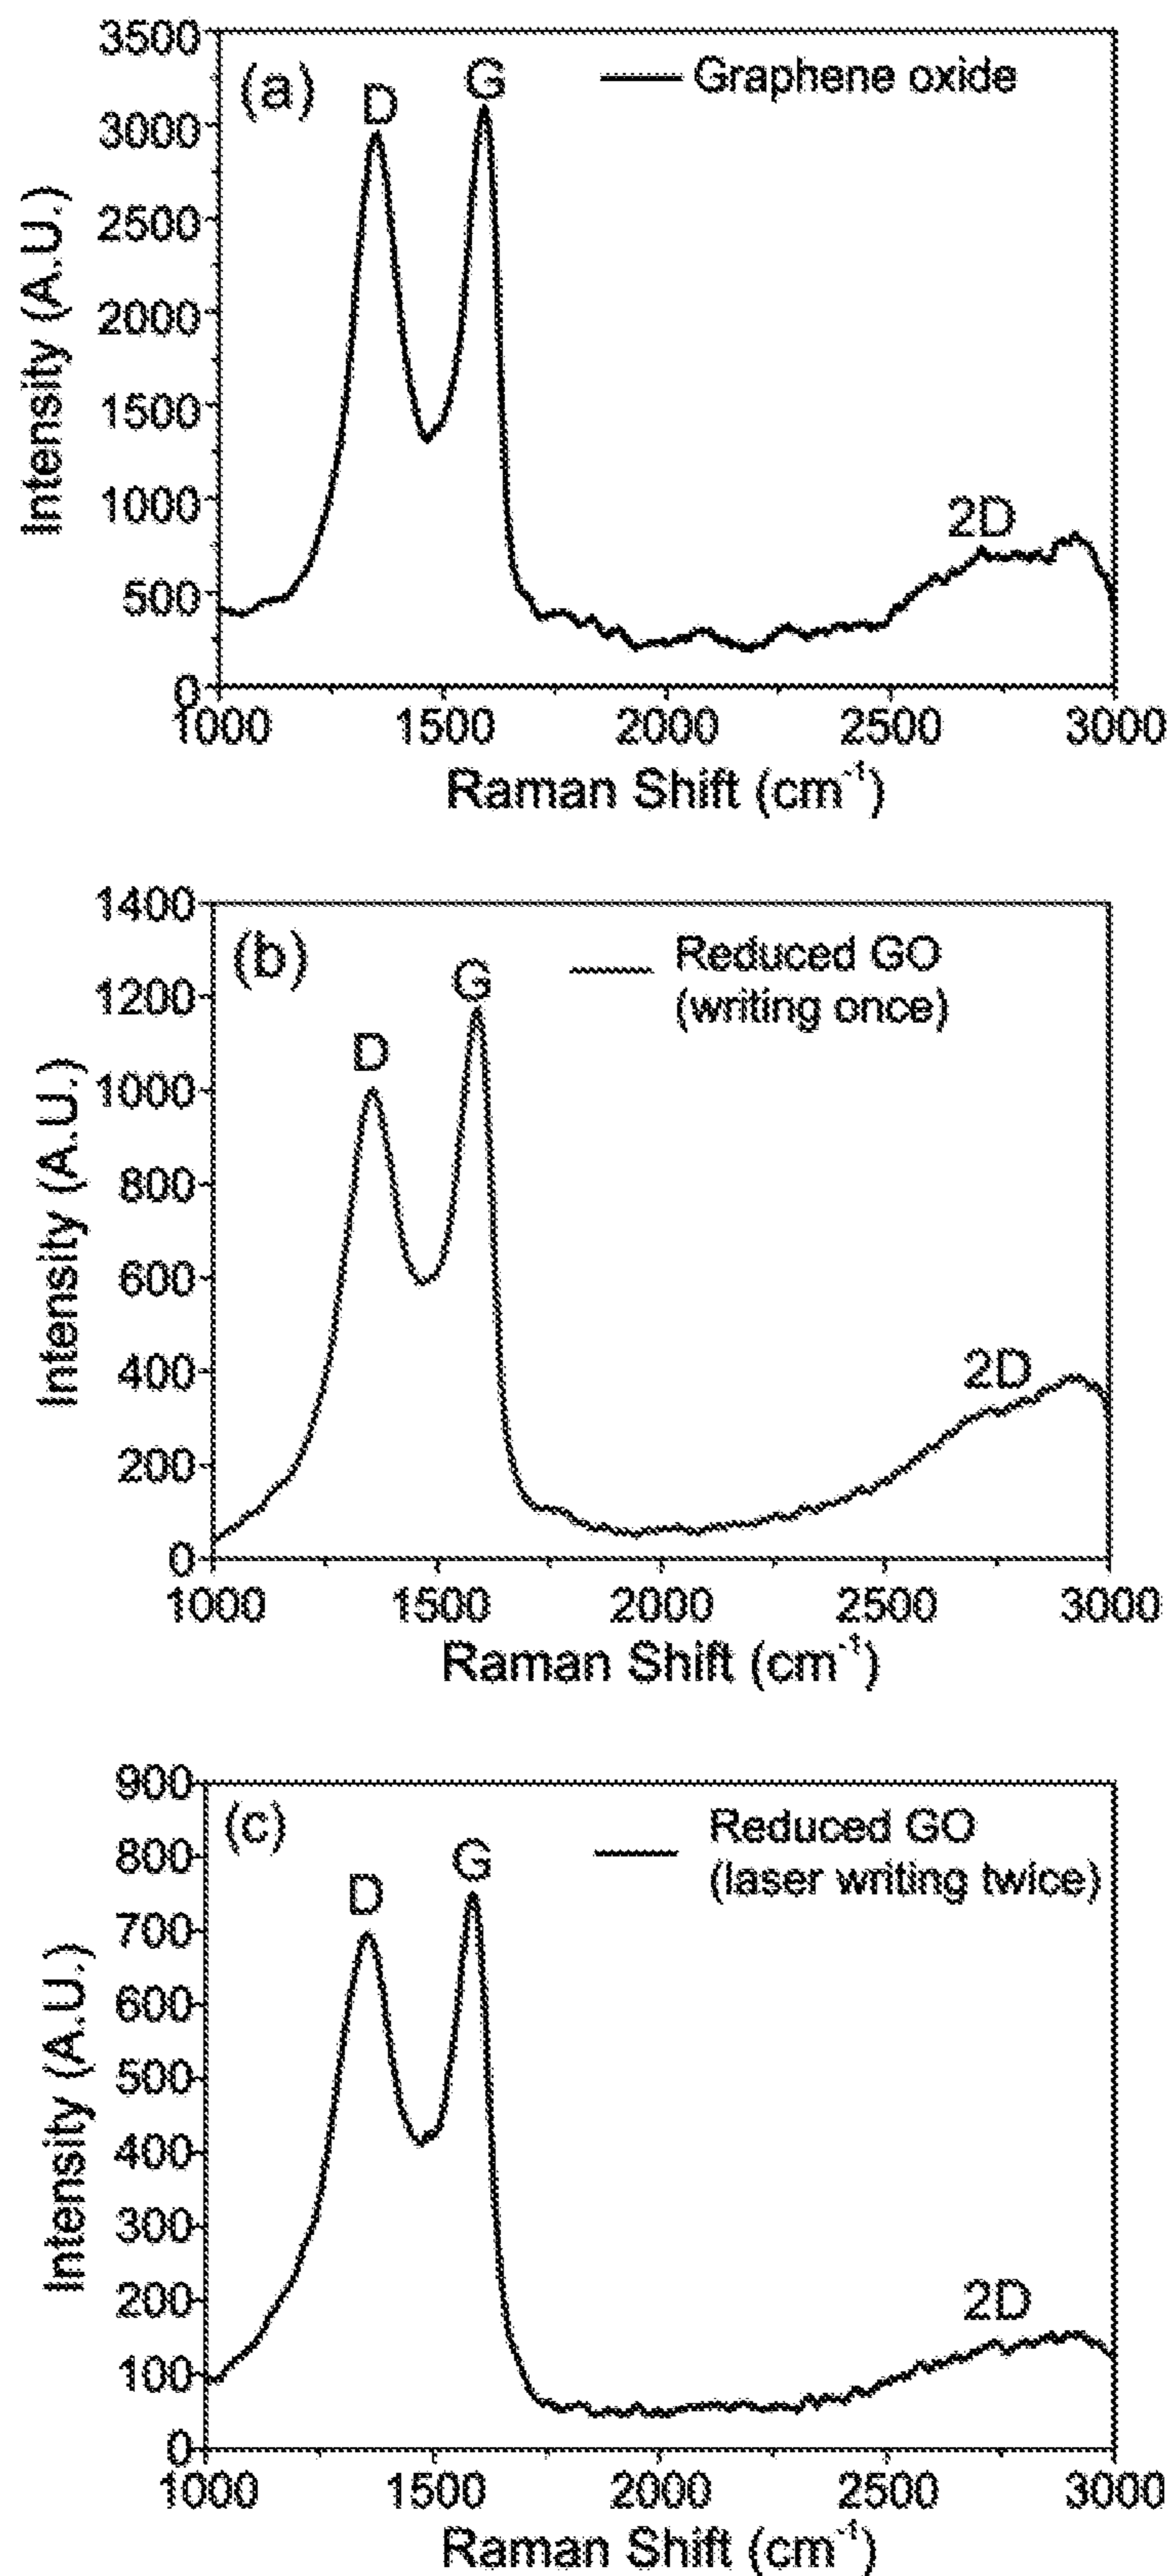 (a)
Graphene oxide
D
G
2D
3500
3000
2500
2000
1500
1000
500
0
Intensity (A.U.)
1000 1500 2000 2500 3000
Raman Shift (cm⁻¹)
(b)
Reduced GO
(writing once)
D
G
2D
1400
1200
1000
800
600
400
200
0
Intensity (A.U.)
1000 1500 2000 2500 3000
Raman Shift (cm⁻¹)
(c)
Reduced GO
(laser writing twice)
D
G
2D
900
800
700
600
500
400
300
200
100
0
Intensity (A.U.)
1000 1500 2000 2500 3000
Raman Shift (cm⁻¹)